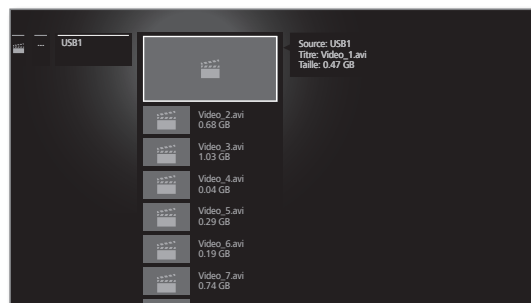 ...
USB1
Source: USB1
Titre: Video_1.avi
Taille: 0.47 GB
Video_2.avi
0.68 GB
Video_3.avi
1.03 GB
Video_4.avi
0.04 GB
Video_5.avi
0.29 GB
Video_6.avi
0.19 GB
Video_7.avi
0.74 GB